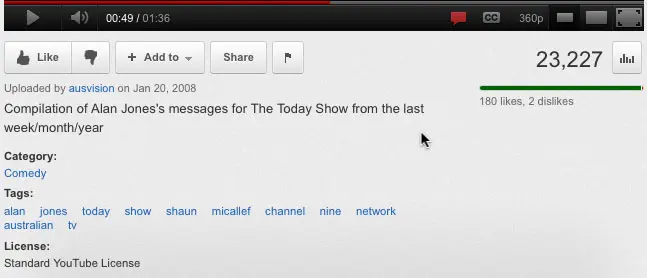 00:49 / 01:36 CC 360p
Like + Add to Share 23,227
Uploaded by ausvision on Jan 20, 2008
180 likes, 2 dislikes
Compilation of Alan Jones's messages for The Today Show from the last
week/month/year
Category:
Comedy
Tags:
alan jones today show shaun micallef channel nine network
australian tv
License:
Standard YouTube License